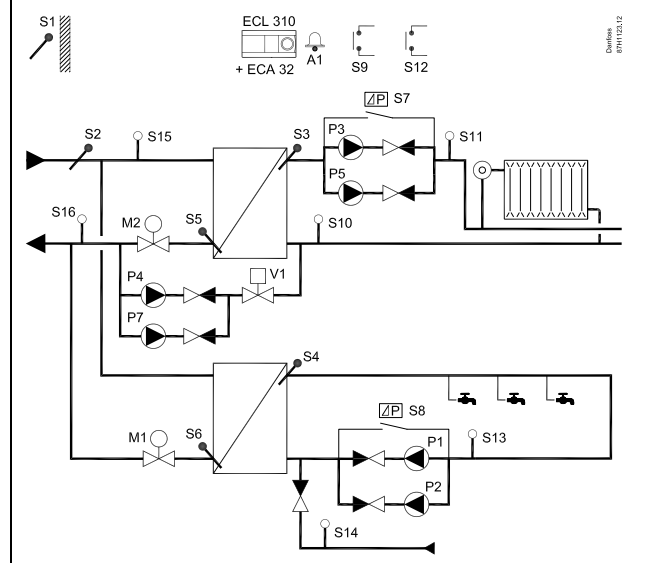 S1
ECL 310
+ ECA 32
A1
S9
S12
Danfoss
87H1123.12
⊿P S7
S2
S15
S3
P3
S11
P5
S16
M2
S5
S10
P4
V1
P7
S4
⊿P S8
M1
S6
P1
S13
P2
S14